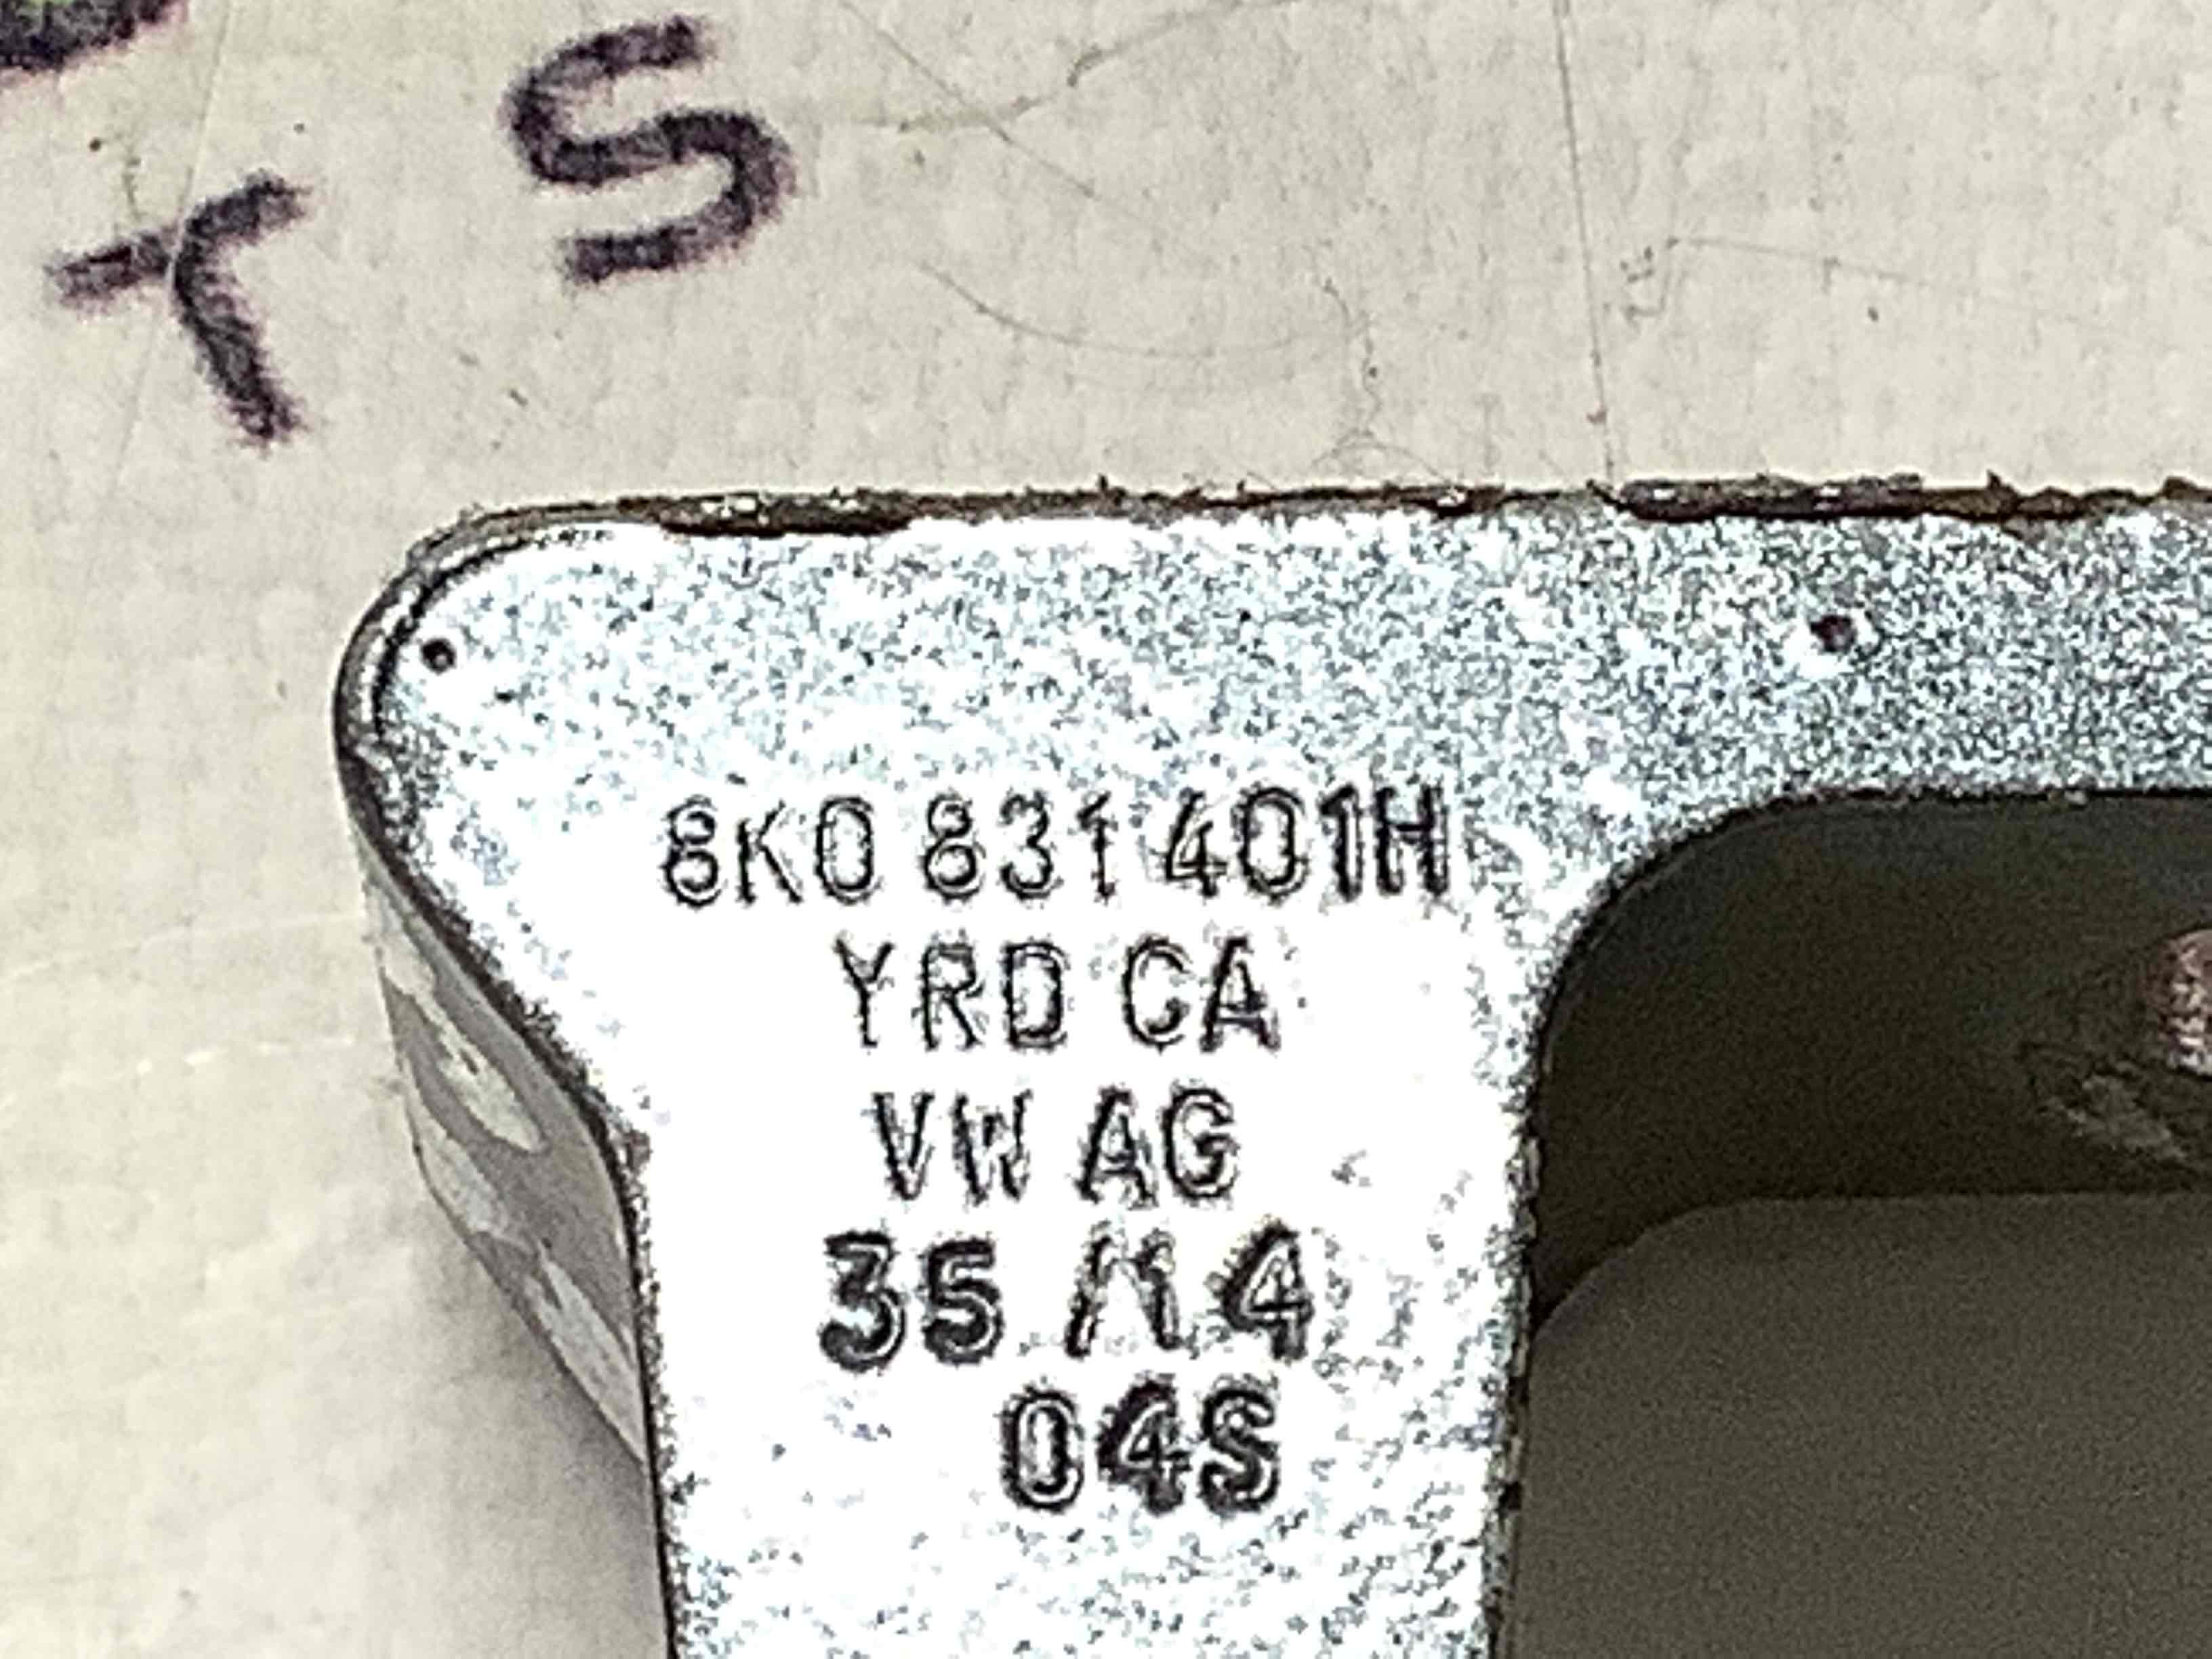 T S
8K0 831 401H
YRD CA
VW AG
35 /14
04S